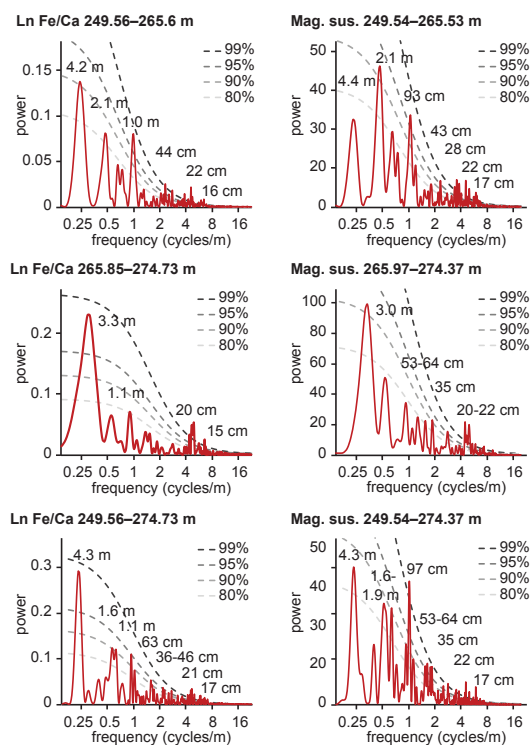 Ln Fe/Ca 249.56–265.6 m
99%
95%
90%
80%
4.2 m
2.1 m
1.0 m
44 cm
22 cm
16 cm
0.15
0.1
0.05
0
power
0.25 0.5 1 2 4 8 16
frequency (cycles/m)
Mag. sus. 249.54–265.53 m
99%
95%
90%
80%
2.1 m
4.4 m
93 cm
43 cm
28 cm
22 cm
17 cm
50
40
30
20
10
0
power
0.25 0.5 1 2 4 8 16
frequency (cycles/m)
Ln Fe/Ca 265.85–274.73 m
99%
95%
90%
80%
3.3 m
1.1 m
20 cm
15 cm
0.2
0.1
0
power
0.25 0.5 1 2 4 8 16
frequency (cycles/m)
Mag. sus. 265.97–274.37 m
99%
95%
90%
80%
3.0 m
53-64 cm
35 cm
20-22 cm
100
80
60
40
20
0
power
0.25 0.5 1 2 4 8 16
frequency (cycles/m)
Ln Fe/Ca 249.56–274.73 m
99%
95%
90%
80%
4.3 m
1.6 m
1.1 m
63 cm
36-46 cm
21 cm
17 cm
0.3
0.2
0.1
0
power
0.25 0.5 1 2 4 8 16
frequency (cycles/m)
Mag. sus. 249.54–274.37 m
99%
95%
90%
80%
4.3 m
1.6-
1.9 m
97 cm
53-64 cm
35 cm
22 cm
17 cm
50
40
20
20
0
power
0.25 0.5 1 2 4 8 16
frequency (cycles/m)